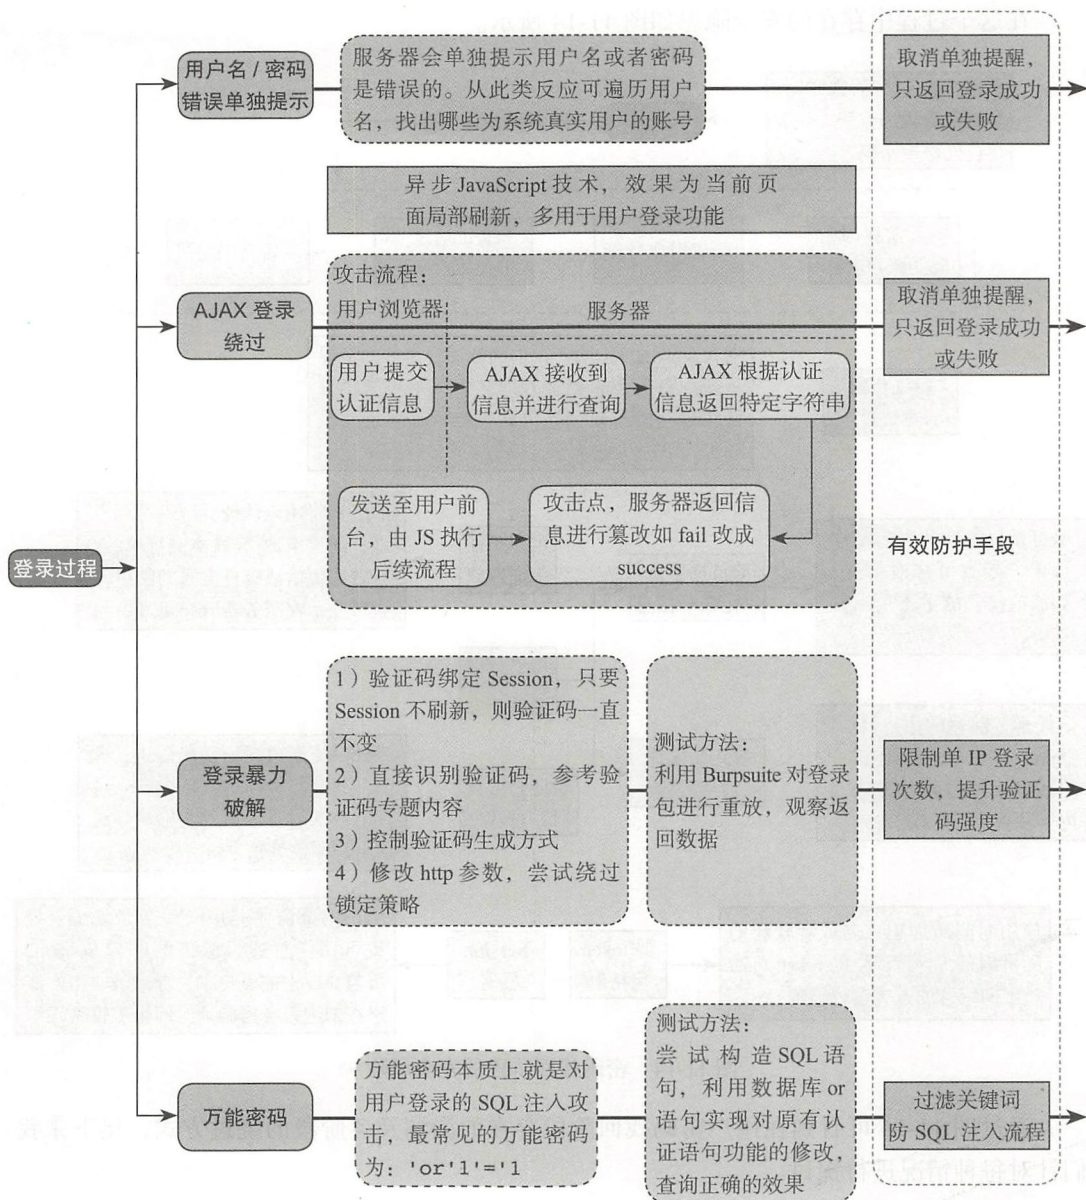 用户名 / 密码
错误单独提示
服务器会单独提示用户名或者密码
是错误的。从此类反应可遍历用户
名，找出哪些为系统真实用户的账号
取消单独提醒，
只返回登录成功
或失败
异步 JavaScript 技术，效果为当前页
面局部刷新，多用于用户登录功能
攻击流程：
用户浏览器
服务器
AJAX 登录
绕过
取消单独提醒，
只返回登录成功
或失败
用户提交
认证信息
AJAX 接收到
信息并进行查询
AJAX 根据认证
信息返回特定字符串
发送至用户前
台，由 JS 执行
后续流程
攻击点，服务器返回信
息进行篡改如 fail 改成
success
有效防护手段
登录过程
1）验证码绑定 Session，只要
Session 不刷新，则验证码一直
不变
2）直接识别验证码，参考验
证码专题内容
3）控制验证码生成方式
4）修改 http 参数，尝试绕过
锁定策略
登录暴力
破解
测试方法：
利用 Burpsuite 对登录
包进行重放，观察返
回数据
限制单 IP 登录
次数，提升验证
码强度
万能密码
万能密码本质上就是对
用户登录的 SQL 注入攻
击，最常见的万能密码
为：'or'1'='1
测试方法：
尝试构造 SQL 语
句，利用数据库 or
语句实现对原有认
证语句功能的修改，
查询正确的效果
过滤关键词
防 SQL 注入流程